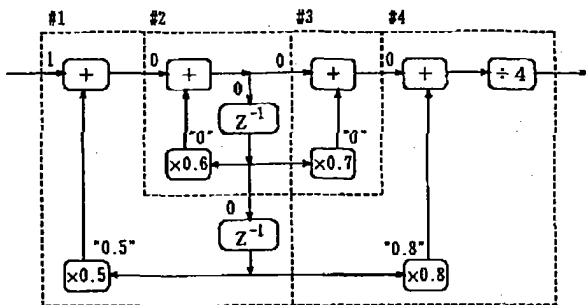 #1 #2 #3 #4
1 + 0 + 0 + 0 + ÷ 4
0
Z⁻¹
"0" "0"
×0.6 ×0.7
0
Z⁻¹
"0.5" "0.8"
×0.5 ×0.8